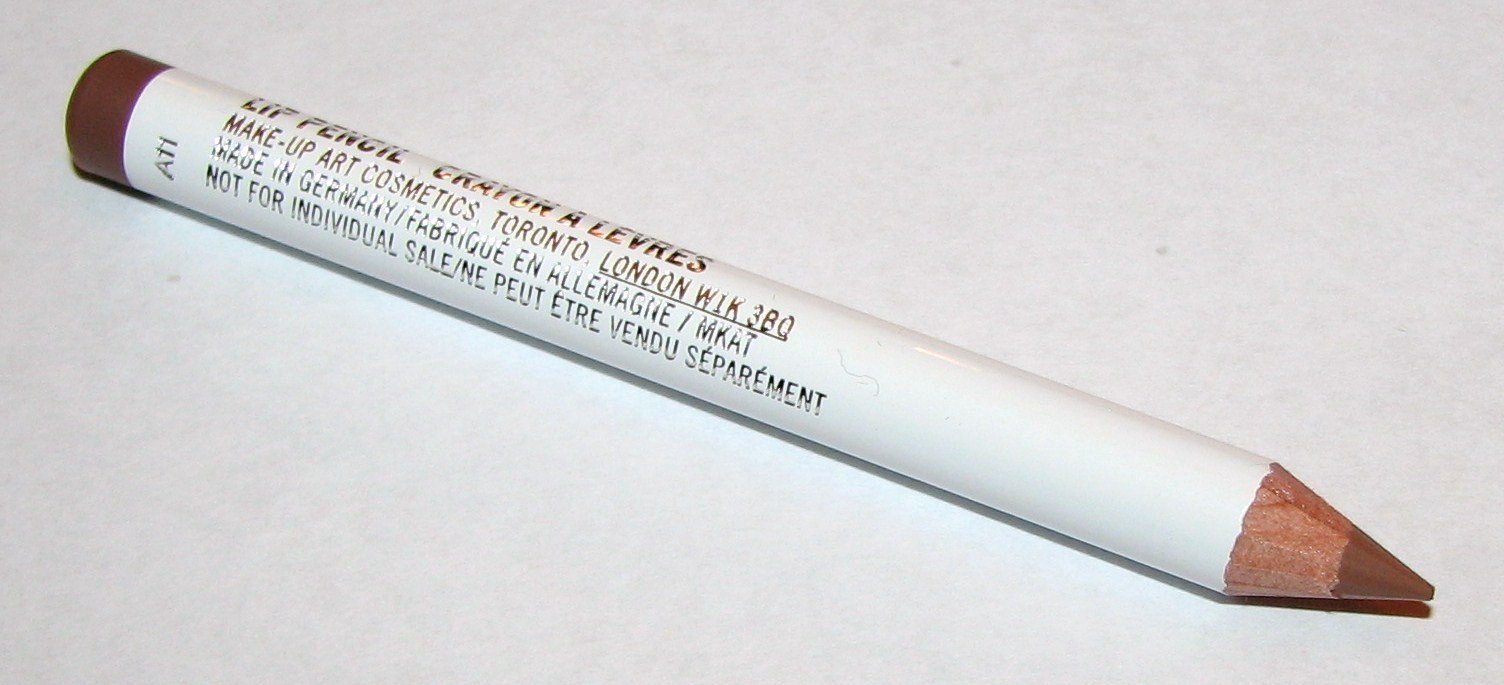 A11
LIP PENCIL CRAYON À LÈVRES
MAKE-UP ART COSMETICS, TORONTO, LONDON W1K 3BQ
MADE IN GERMANY/FABRIQUÉ EN ALLEMAGNE / MKAT
NOT FOR INDIVIDUAL SALE/NE PEUT ÊTRE VENDU SÉPARÉMENT